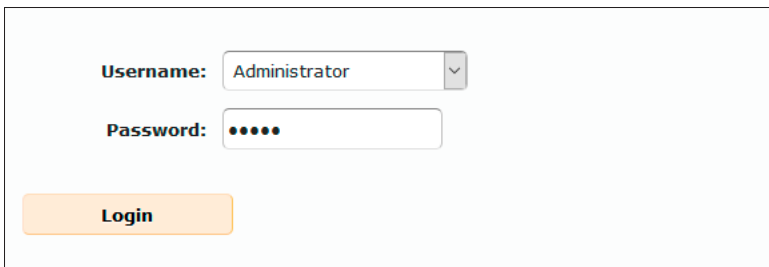 Username: Administrator
Password: •••••
Login